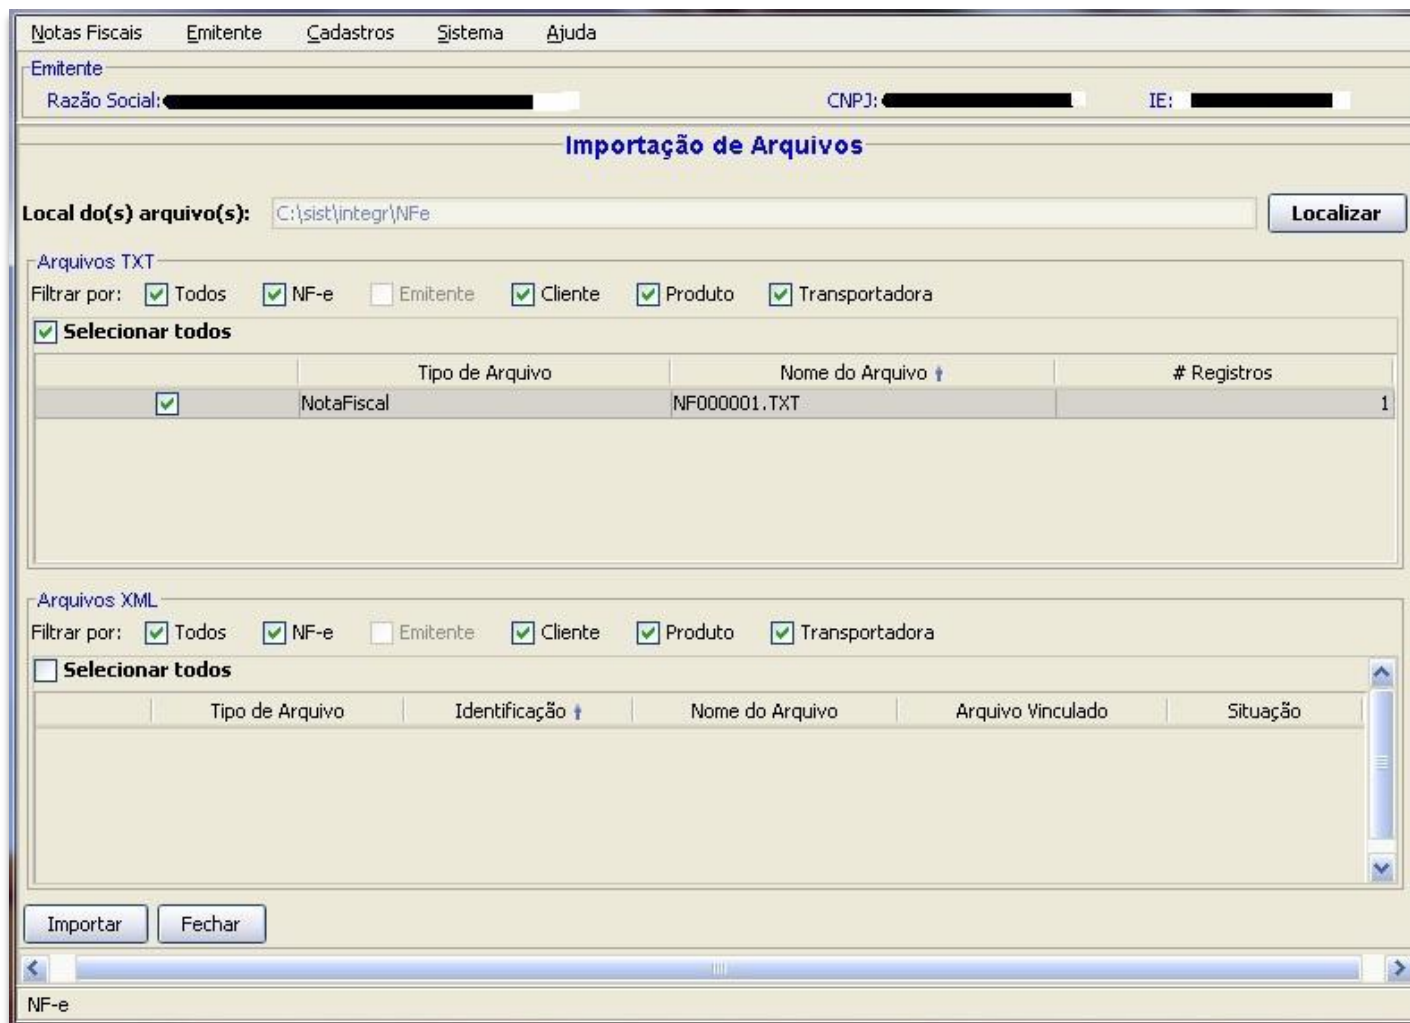 Notas Fiscais Emitente Cadastros Sistema Ajuda
Emitente
Razão Social: CNPJ: IE:
Importação de Arquivos
Local do(s) arquivo(s): C:\sist\integr\NFe Localizar
Arquivos TXT
Filtrar por: Todos NF-e Emitente Cliente Produto Transportadora
Selecionar todos
Tipo de Arquivo Nome do Arquivo # Registros
NotaFiscal NF000001.TXT 1
Arquivos XML
Filtrar por: Todos NF-e Emitente Cliente Produto Transportadora
Selecionar todos
Tipo de Arquivo Identificação Nome do Arquivo Arquivo Vinculado Situação
Importar Fechar
NF-e